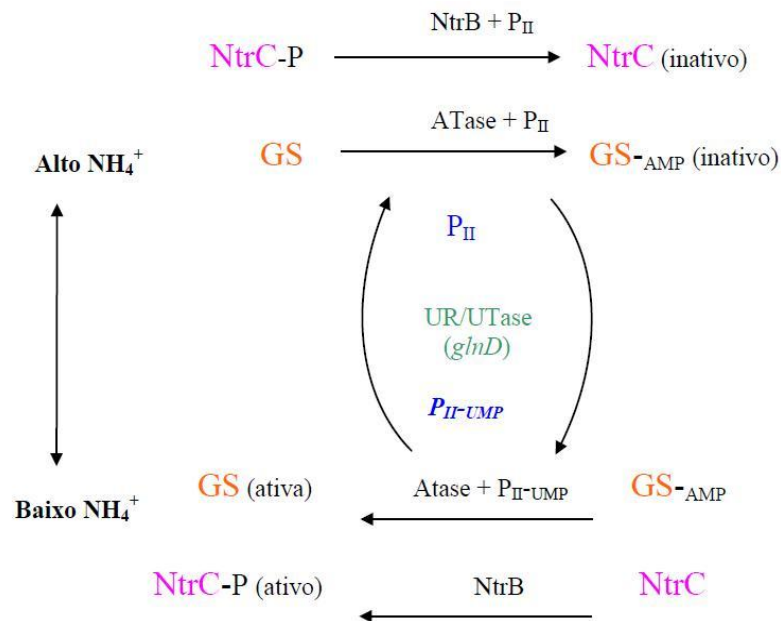 NtrB + PII
NtrC-P NtrC (inativo)
ATase + PII
Alto NH4+ GS GS-AMP (inativo)
PII
UR/UTase
(glnD)
PII-UMP
GS (ativa) Atase + PII-UMP GS-AMP
Baixo NH4+
NtrC-P (ativo) NtrB NtrC